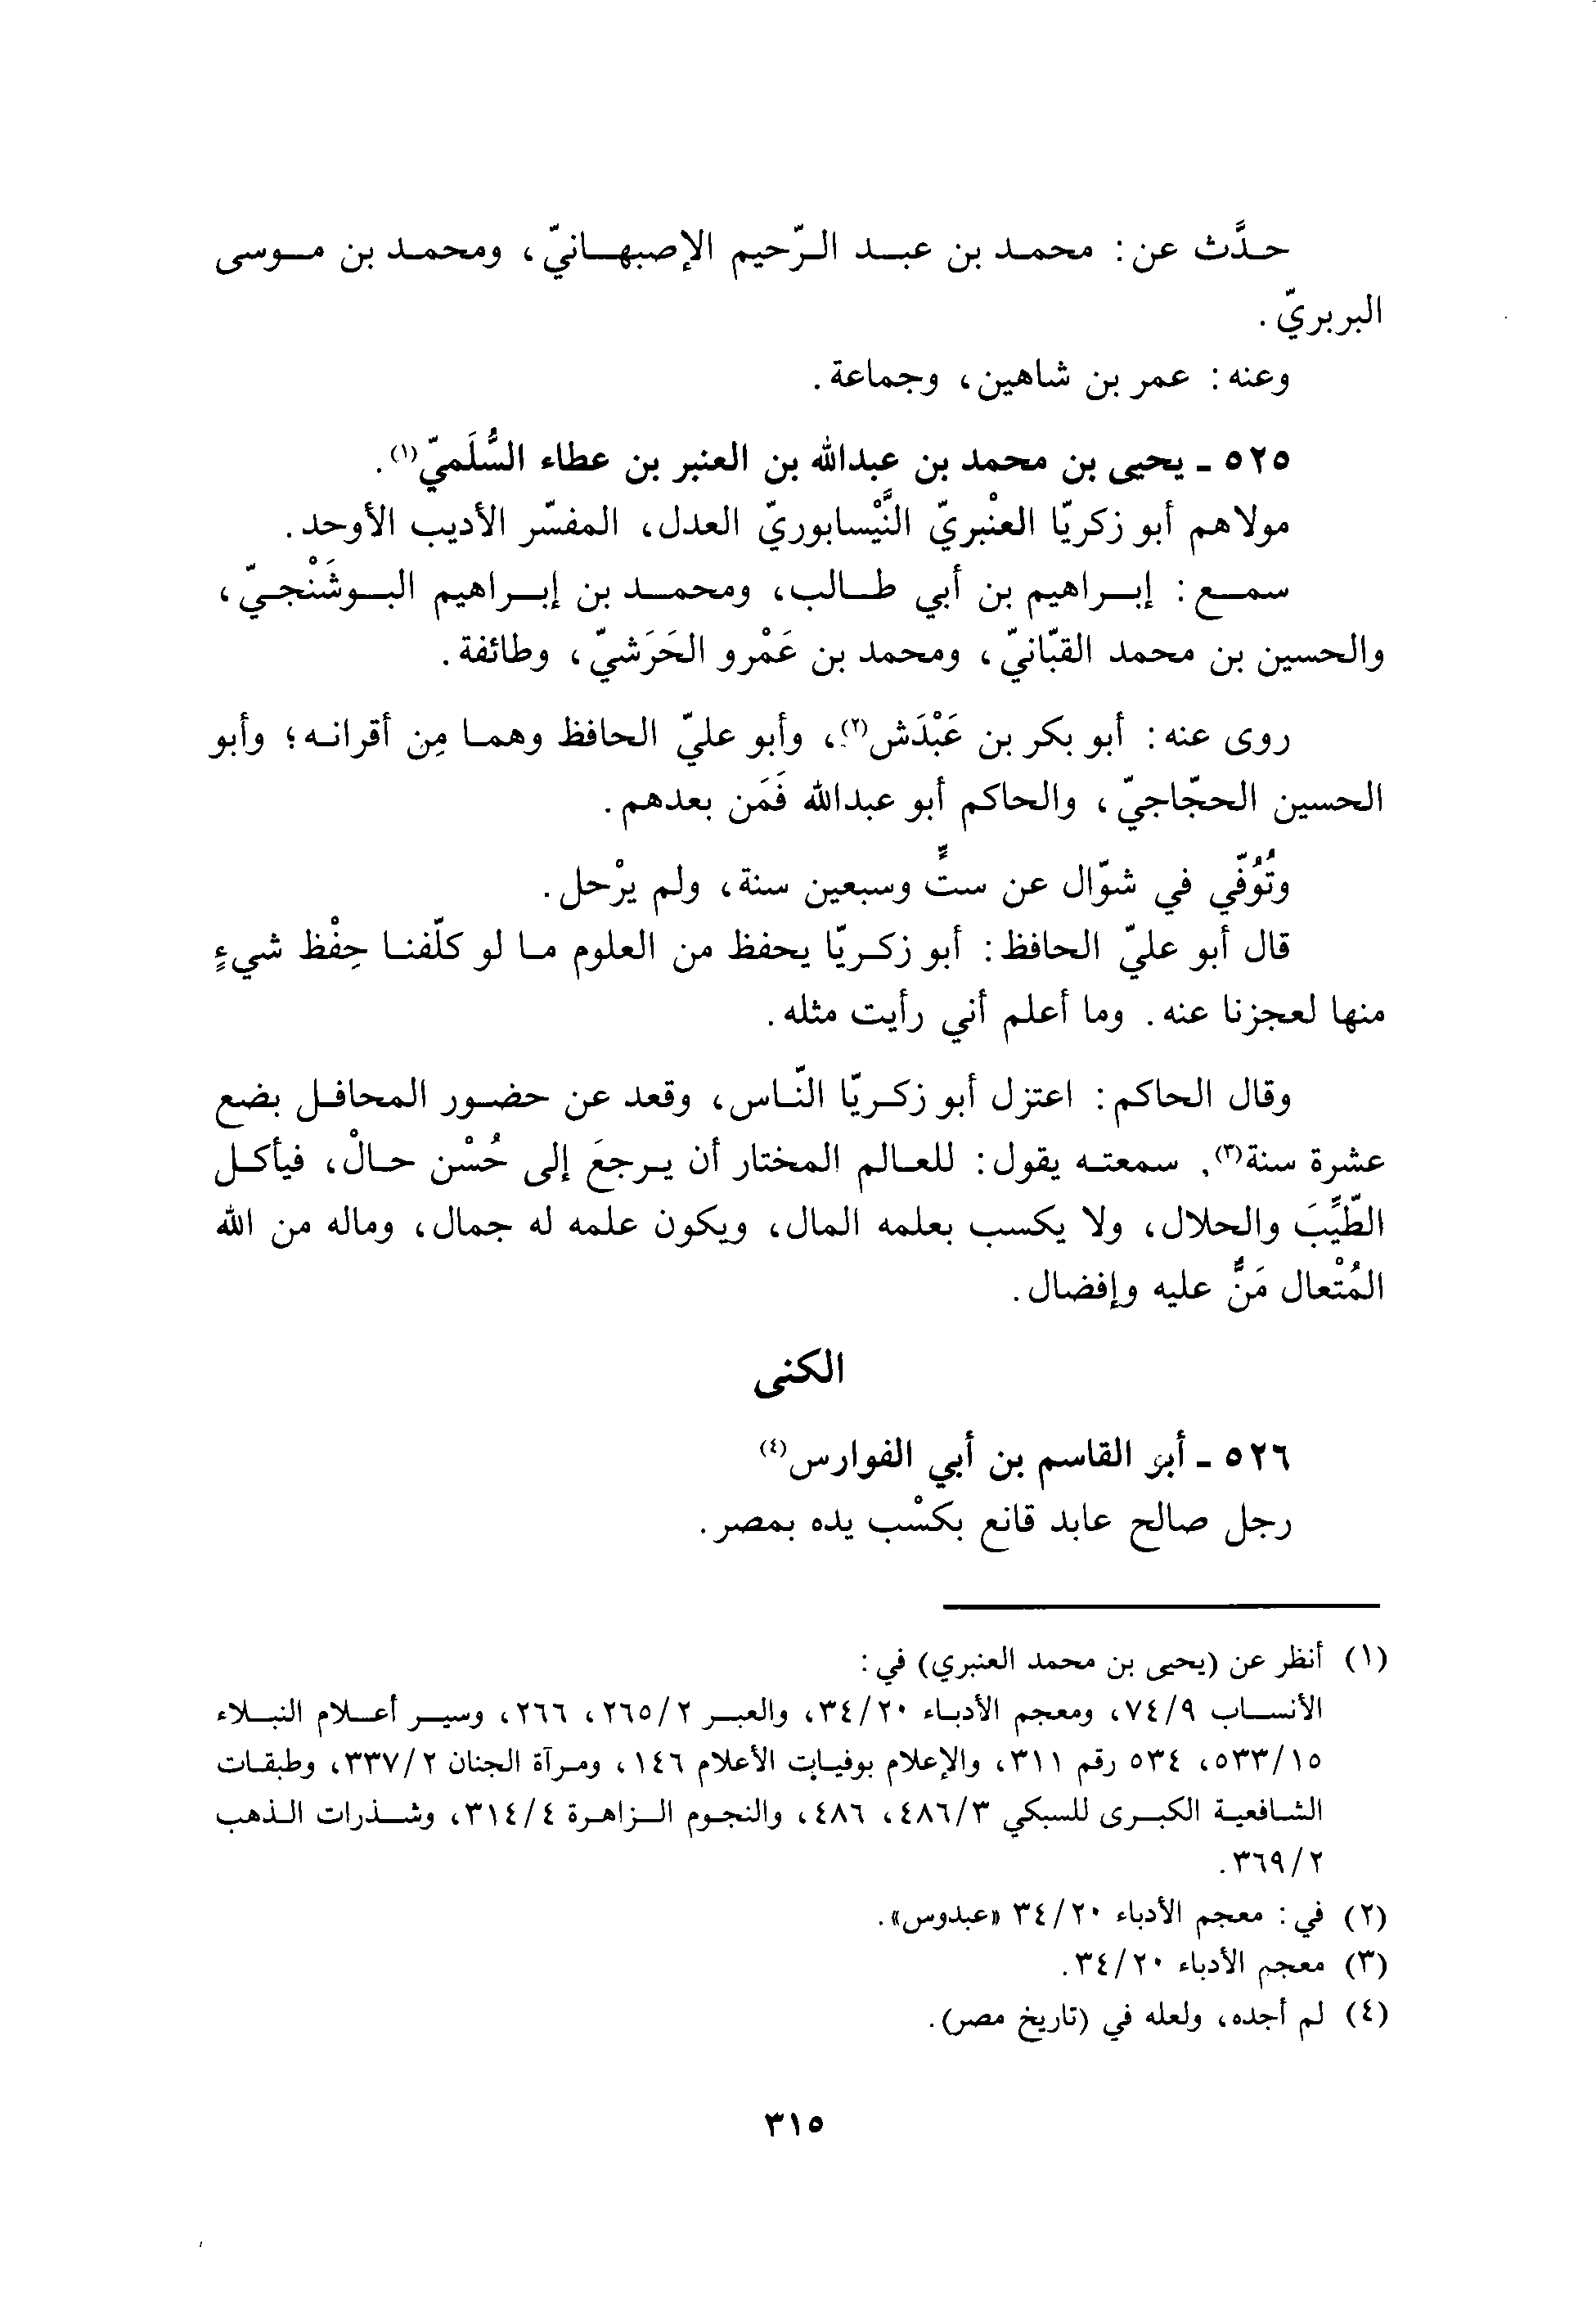 حدَّث عن: محمد بن عبد الرّحيم الإصبهانيّ، ومحمد بن موسى
البربريّ.
وعنه: عمر بن شاهين، وجماعة.
٥٢٥ ـ يحيى بن محمد بن عبدالله بن العنبر بن عطاء السُّلَميّ(١).
مولاهم أبو زكريّا العنْبريّ النَّيْسابوريّ العدل، المفسّر الأديب الأوحد.
سمع: إبراهيم بن أبي طالب، ومحمد بن إبراهيم البوشَنْجيّ،
والحسين بن محمد القبّانيّ، ومحمد بن عَمْرو الحَرَشيّ، وطائفة.
روى عنه: أبو بكر بن عَبْدَش(٢)، وأبو عليّ الحافظ وهما مِن أقرانه؛ وأبو
الحسين الحجّاجيّ، والحاكم أبو عبدالله فَمَن بعدهم.
وتُوُفّي في شوّال عن ستٍّ وسبعين سنة، ولم يرْحل.
قال أبو عليّ الحافظ: أبو زكريّا يحفظ من العلوم ما لو كلّفنا حِفْظ شيءٍ
منها لعجزنا عنه. وما أعلم أني رأيت مثله.
وقال الحاكم: اعتزل أبو زكريّا النّاس، وقعد عن حضور المحافل بضع
عشرة سنة(٣). سمعته يقول: للعالم المختار أن يرجعَ إلى حُسْن حالْ، فيأكل
الطّيِّبَ والحلال، ولا يكسب بعلمه المال، ويكون علمه له جمال، وماله من الله
المُتْعال مَنٌّ عليه وإفضال.
الكنى
٥٢٦ ـ أبو القاسم بن أبي الفوارس(٤)
رجل صالح عابد قانع بكسْب يده بمصر.
(١) أنظر عن (يحيى بن محمد العنبري) في:
الأنساب ٧٤/٩، ومعجم الأدباء ٣٤/٢٠، والعبر ٢٦٥/٢، ٢٦٦، وسير أعلام النبلاء
٥٣٣/١٥، ٥٣٤ رقم ٣١١، والإعلام بوفيات الأعلام ١٤٦، ومرآة الجنان ٣٣٧/٢، وطبقات
الشافعية الكبرى للسبكي ٤٨٦/٣، ٤٨٦، والنجوم الزاهرة ٣١٤/٤، وشذرات الذهب
٣٦٩/٢.
(٢) في: معجم الأدباء ٣٤/٢٠ «عبدوس».
(٣) معجم الأدباء ٣٤/٢٠.
(٤) لم أجده، ولعله في (تاريخ مصر).
٣١٥